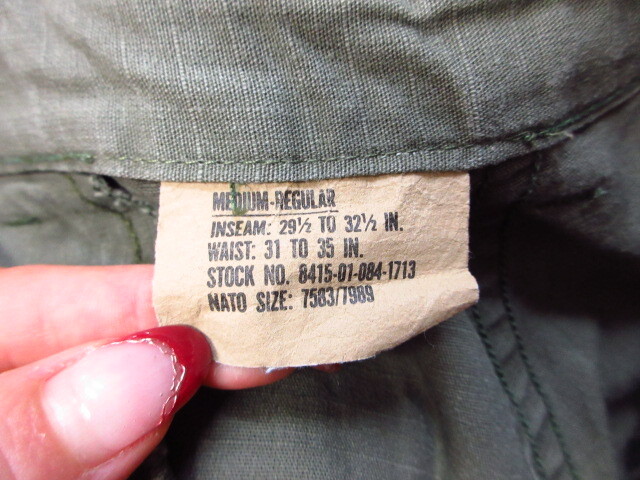 MEDIUM-REGULAR
INSEAM: 29½ TO 32½ IN.
WAIST: 31 TO 35 IN.
STOCK NO. 8415-01-084-1713
NATO SIZE: 7583/7989